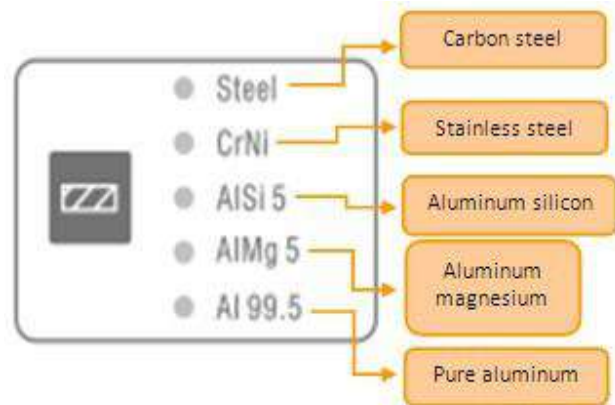 Steel
CrNi
AlSi 5
AlMg 5
Al 99.5
Carbon steel
Stainless steel
Aluminum silicon
Aluminum
magnesium
Pure aluminum